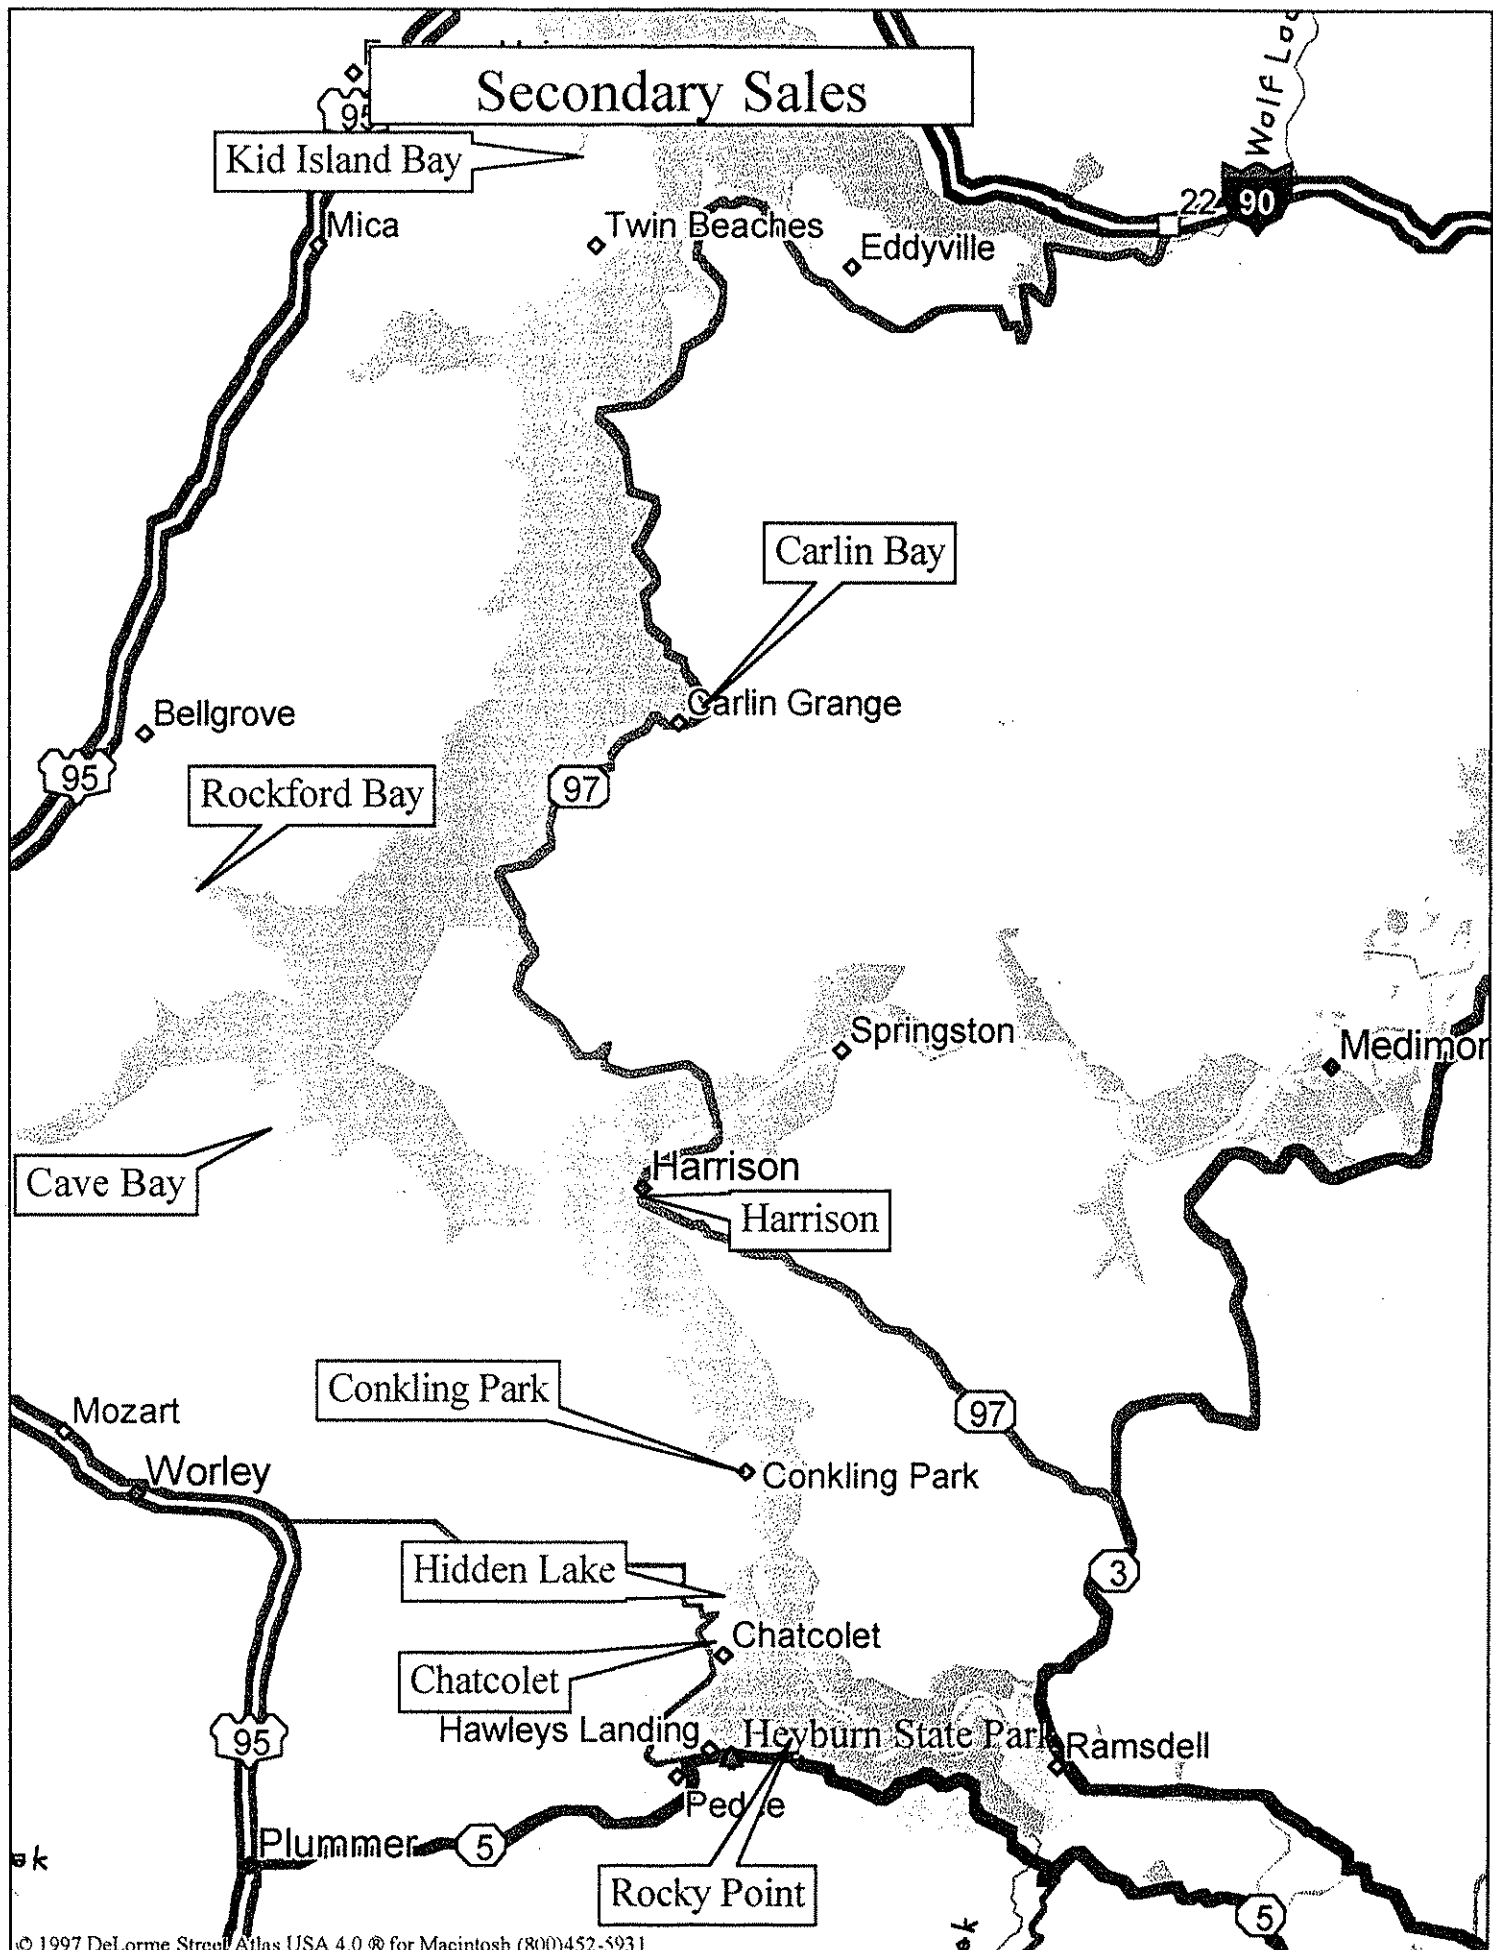 Secondary Sales
95
Wolf
Kid Island Bay
22
90
Mica
Twin Beaches
Eddyville
Carlin Bay
Carlin Grange
Bellgrove
95
Rockford Bay
97
Springston
Medimon
Harrison
Cave Bay
Harrison
Conkling Park
Mozart
97
Worley
Conkling Park
Hidden Lake
3
Chatcolet
Chatcolet
Hawleys Landing
Heyburn State Park
95
Ramsdell
Pedee
Plummer
5
Rocky Point
5
© 1997 DeLorme Street Atlas USA 4.0 ® for Macintosh (800)452-5931